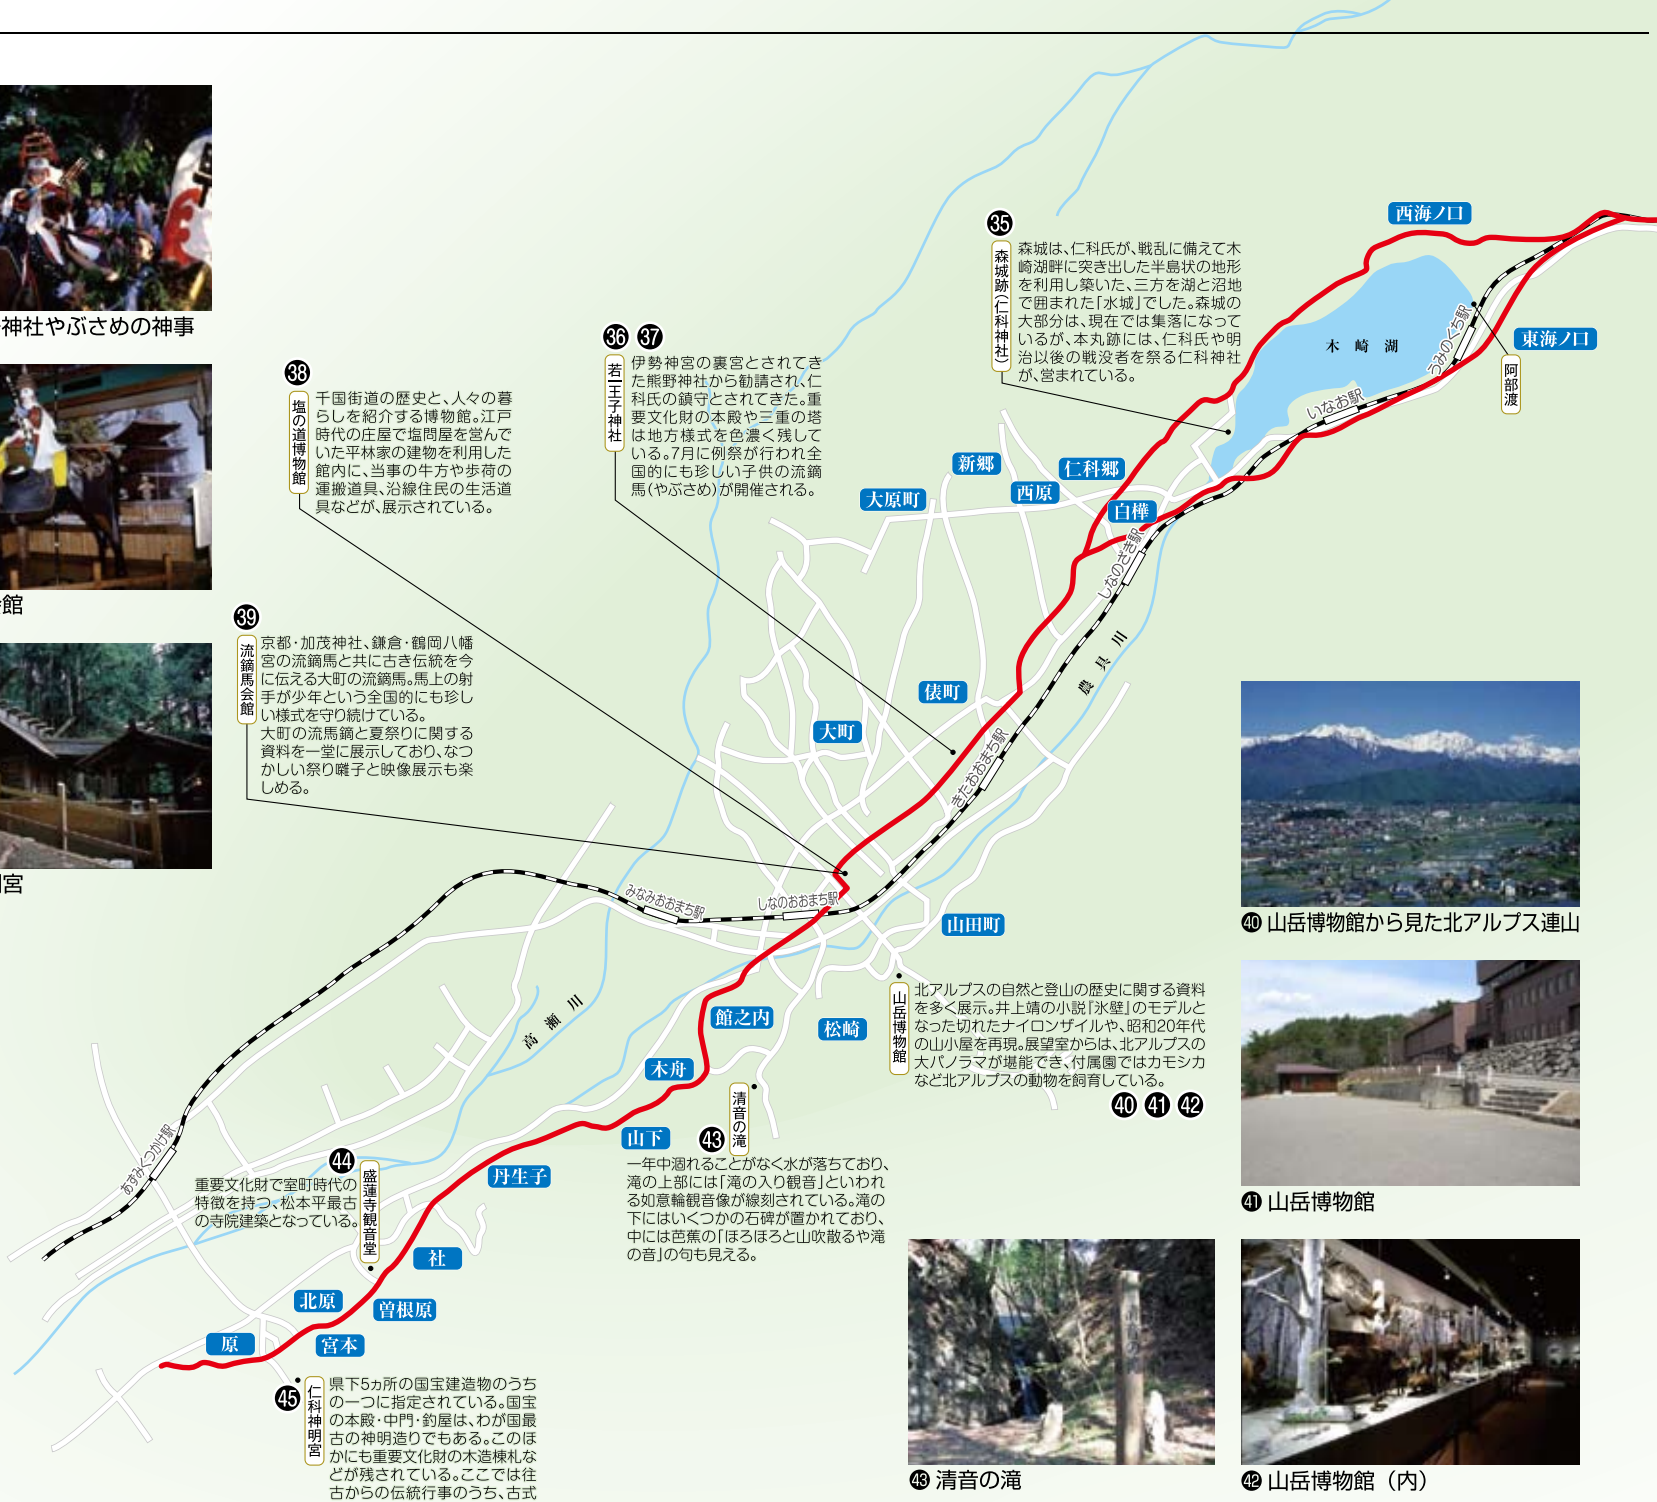 神社やぶさめの神事
館
宮
㊳
塩の道博物館
千国街道の歴史と、人々の暮
らしを紹介する博物館。江戸
時代の庄屋で塩問屋を営んで
いた平林家の建物を利用した
館内に、当事の牛方や歩荷の
運搬道具、沿線住民の生活道
具などが、展示されている。
㊴
流鏑馬会館
京都・加茂神社、鎌倉・鶴岡八幡
宮の流鏑馬と共に古き伝統を今
に伝える大町の流鏑馬。馬上の射
手が少年という全国的にも珍し
い様式を守り続けている。
大町の流馬鏑と夏祭りに関する
資料を一堂に展示しており、なつ
かしい祭り囃子と映像展示も楽
しめる。
㊱ ㊲
若一王子神社
伊勢神宮の裏宮とされてき
た熊野神社から勧請され、仁
科氏の鎮守とされてきた。重
要文化財の本殿や三重の塔
は地方様式を色濃く残して
いる。7月に例祭が行われ全
国的にも珍しい子供の流鏑
馬(やぶさめ)が開催される。
㉟
森城跡(仁科神社)
森城は、仁科氏が、戦乱に備えて木
崎湖畔に突き出した半島状の地形
を利用し築いた、三方を湖と沼地
で囲まれた「水城」でした。森城の
大部分は、現在では集落になって
いるが、本丸跡には、仁科氏や明
治以後の戦没者を祭る仁科神社
が、営まれている。
西海ノ口
東海ノ口
木崎湖
うみのくち駅
阿部渡
いなお駅
新郷
仁科郷
西原
大原町
白樺
しなのざき駅
農具川
俵町
大町
きたおおまち駅
みなみおおまち駅
しなのおおまち駅
山田町
館之内
松崎
木舟
高瀬川
山下
丹生子
あずみくつかけ駅
社
北原
曽根原
宮本
原
山岳博物館
北アルプスの自然と登山の歴史に関する資料
を多く展示。井上靖の小説『氷壁』のモデルと
なった切れたナイロンザイルや、昭和20年代
の山小屋を再現。展望室からは、北アルプスの
大パノラマが堪能でき、付属園ではカモシカ
など北アルプスの動物を飼育している。
㊵ ㊶ ㊷
㊸
清音の滝
一年中涸れることがなく水が落ちており、
滝の上部には「滝の入り観音」といわれ
る如意輪観音像が線刻されている。滝の
下にはいくつかの石碑が置かれており、
中には芭蕉の「ほろほろと山吹散るや滝
の音」の句も見える。
㊹
盛蓮寺観音堂
重要文化財で室町時代の
特徴を持つ、松本平最古
の寺院建築となっている。
㊺
仁科神明宮
県下5ヵ所の国宝建造物のうち
の一つに指定されている。国宝
の本殿・中門・釣屋は、わが国最
古の神明造りでもある。このほ
かにも重要文化財の木造棟札な
どが残されている。ここでは往
古からの伝統行事のうち、古式
㊵ 山岳博物館から見た北アルプス連山
㊶ 山岳博物館
㊸ 清音の滝
㊷ 山岳博物館（内）